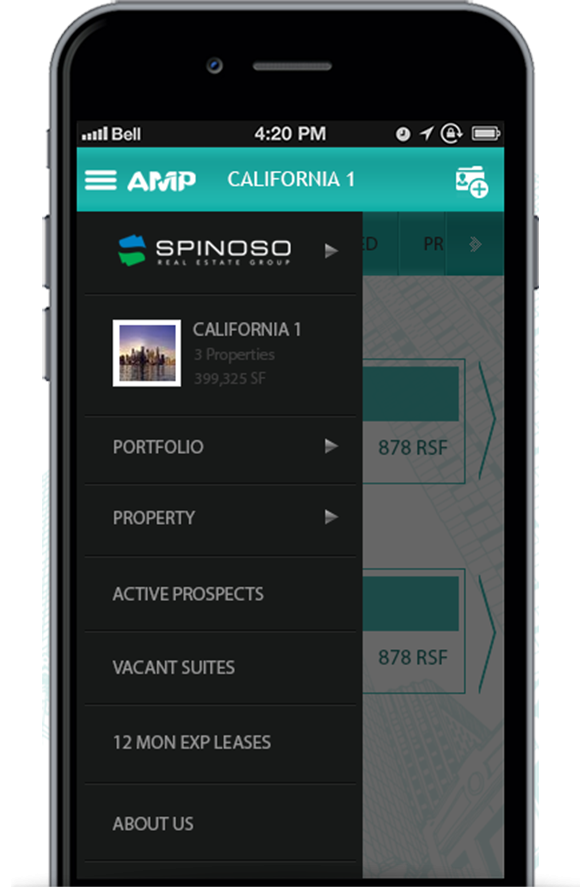 Bell 4:20 PM
AMP CALIFORNIA 1
SPINOSO
REAL ESTATE GROUP
ED PR
CALIFORNIA 1
3 Properties
399,325 SF
PORTFOLIO
878 RSF
PROPERTY
ACTIVE PROSPECTS
878 RSF
VACANT SUITES
12 MON EXP LEASES
ABOUT US